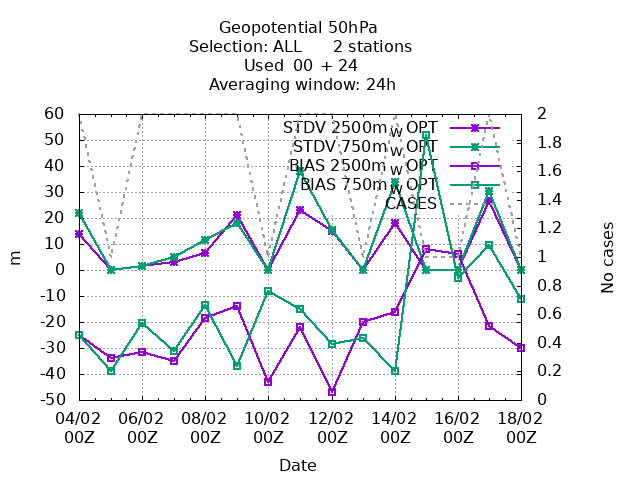 Geopotential 50hPa
Selection: ALL 2 stations
Used 00 + 24
Averaging window: 24h
60
50
40
30
20
10
0
-10
-20
-30
-40
-50
m
2
1.8
1.6
1.4
1.2
1
0.8
0.6
0.4
0.2
0
No cases
STDV 2500m_w OPT
STDV 750m_w OPT
BIAS 2500m_w OPT
BIAS 750m_w OPT
CASES
04/02 06/02 08/02 10/02 12/02 14/02 16/02 18/02
00Z 00Z 00Z 00Z 00Z 00Z 00Z 00Z
Date